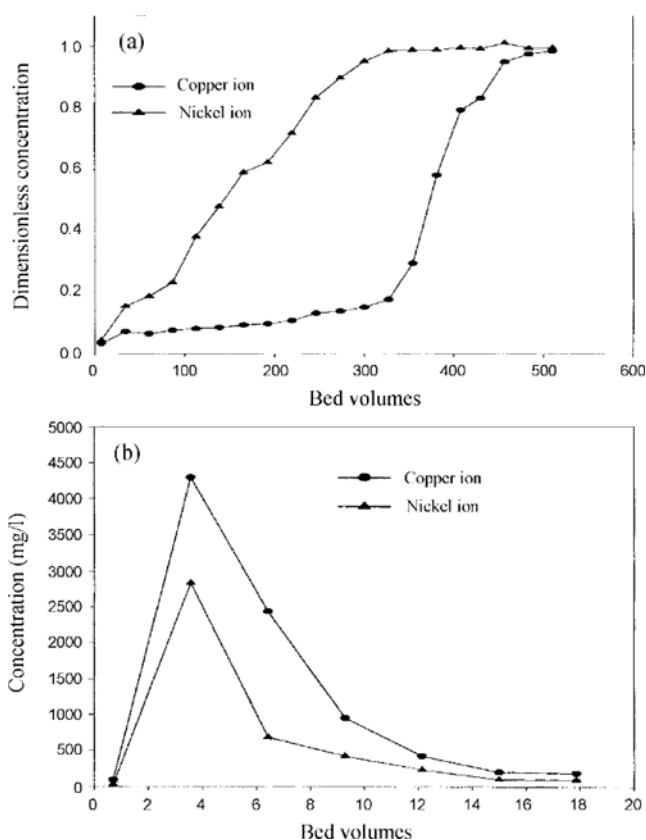 (a)
Copper ion
Nickel ion
Dimensionless concentration
1.0
0.8
0.6
0.4
0.2
0.0
0 100 200 300 400 500 600
Bed volumes
(b)
Copper ion
Nickel ion
Concentration (mg/l)
5000
4500
4000
3500
3000
2500
2000
1500
1000
500
0
0 2 4 6 8 10 12 14 16 18 20
Bed volumes